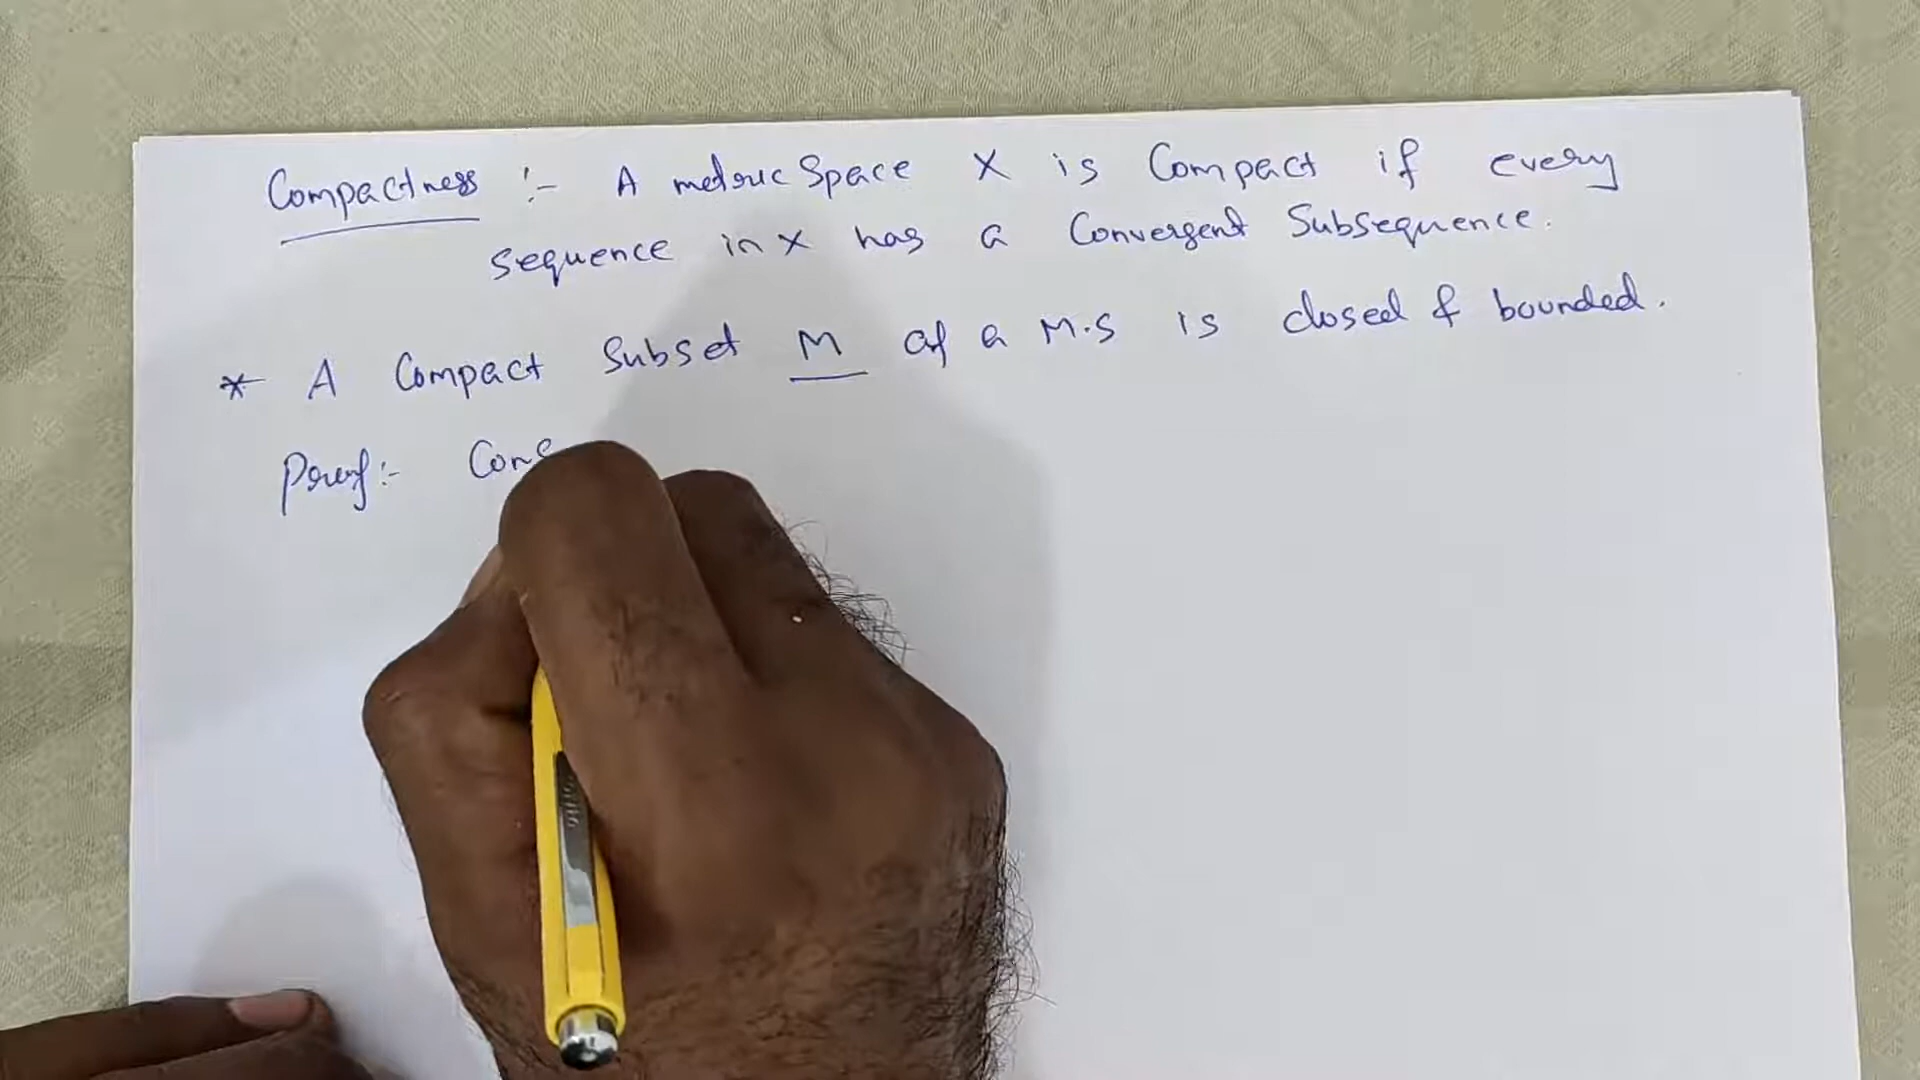 Compactness :- A metric Space X is Compact if every
sequence in X has a Convergent Subsequence.
* A Compact Subset M of a M.S is closed & bounded.
Proof:- Cons